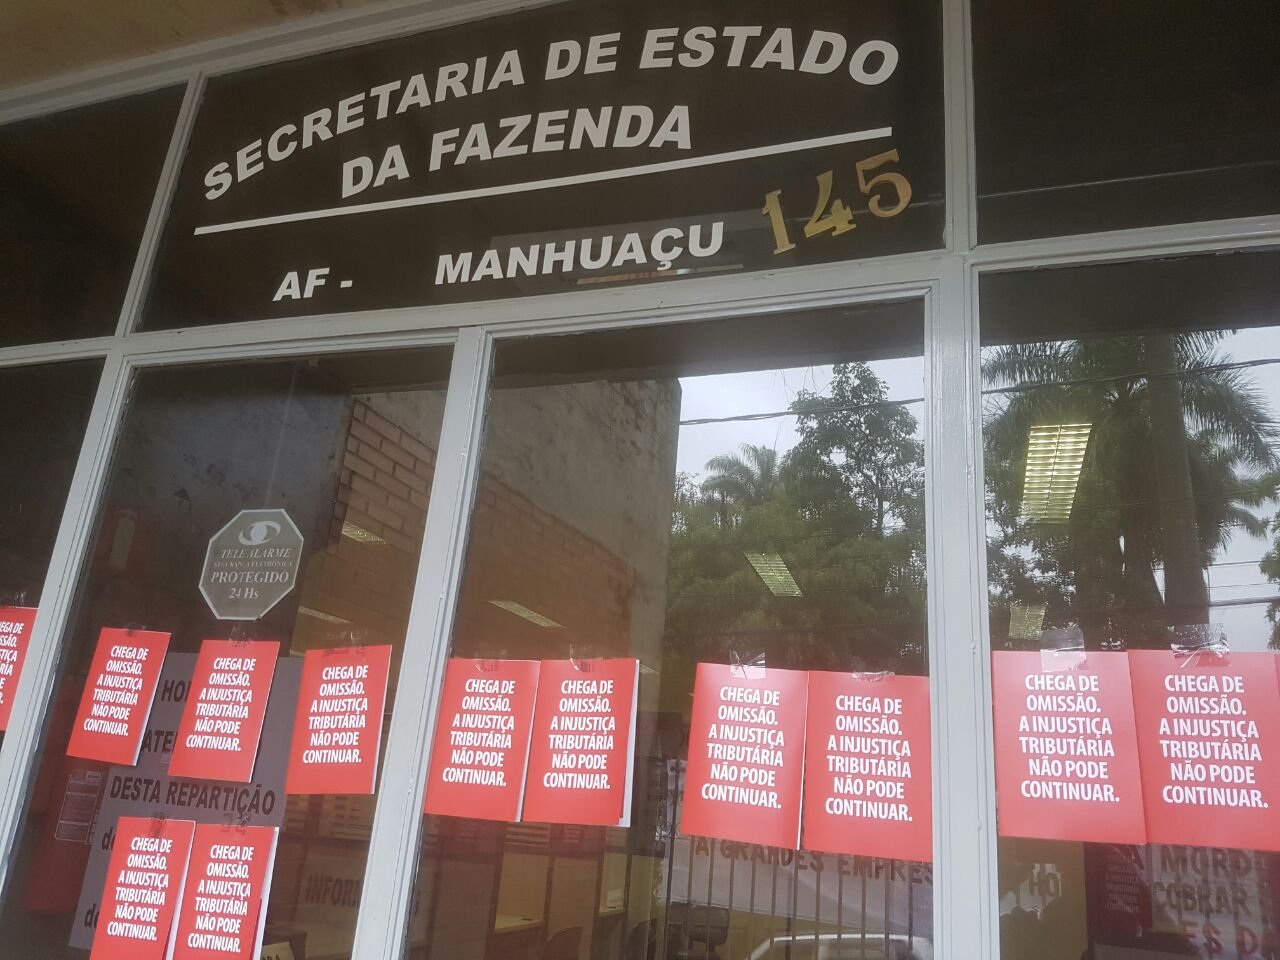 SECRETARIA DE ESTADO
DA FAZENDA
AF - MANHUAÇU 145
TELE ALARME
SEGURANÇA ELETRÔNICA
PROTEGIDO
24 Hs
CHEGA DE
OMISSÃO.
A INJUSTIÇA
TRIBUTÁRIA
NÃO PODE
CONTINUAR.
CHEGA DE
OMISSÃO.
A INJUSTIÇA
TRIBUTÁRIA
NÃO PODE
CONTINUAR.
CHEGA DE
OMISSÃO.
A INJUSTIÇA
TRIBUTÁRIA
NÃO PODE
CONTINUAR.
CHEGA DE
OMISSÃO.
A INJUSTIÇA
TRIBUTÁRIA
NÃO PODE
CONTINUAR.
CHEGA DE
OMISSÃO.
A INJUSTIÇA
TRIBUTÁRIA
NÃO PODE
CONTINUAR.
CHEGA DE
OMISSÃO.
A INJUSTIÇA
TRIBUTÁRIA
NÃO PODE
CONTINUAR.
CHEGA DE
OMISSÃO.
A INJUSTIÇA
TRIBUTÁRIA
NÃO PODE
CONTINUAR.
CHEGA DE
OMISSÃO.
A INJUSTIÇA
TRIBUTÁRIA
NÃO PODE
CONTINUAR.
CHEGA DE
OMISSÃO.
A INJUSTIÇA
TRIBUTÁRIA
NÃO PODE
CONTINUAR.
DESTA REPARTIÇÃO
CHEGA DE
OMISSÃO.
A INJUSTIÇA
TRIBUTÁRIA
NÃO PODE
CONTINUAR.
CHEGA DE
OMISSÃO.
A INJUSTIÇA
TRIBUTÁRIA
NÃO PODE
CONTINUAR.
GRANDES
COBRAR